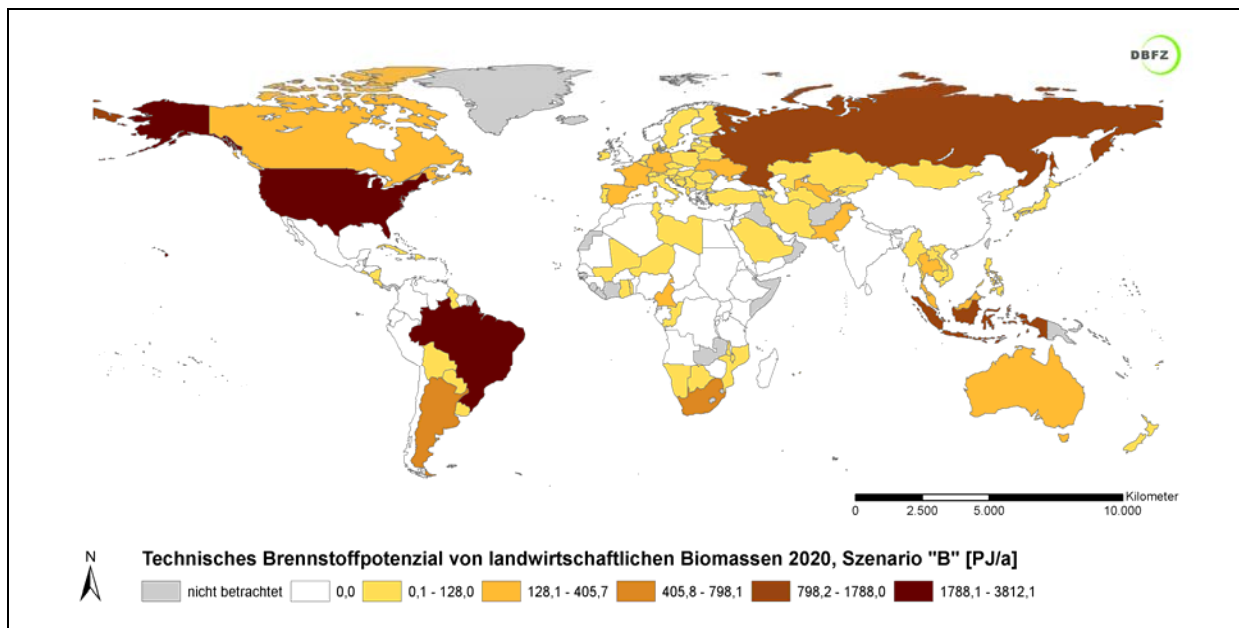 DBFZ
Kilometer
0 2.500 5.000 10.000
N
Technisches Brennstoffpotenzial von landwirtschaftlichen Biomassen 2020, Szenario "B" [PJ/a]
nicht betrachtet 0,0 0,1 - 128,0 128,1 - 405,7 405,8 - 798,1 798,2 - 1788,0 1788,1 - 3812,1